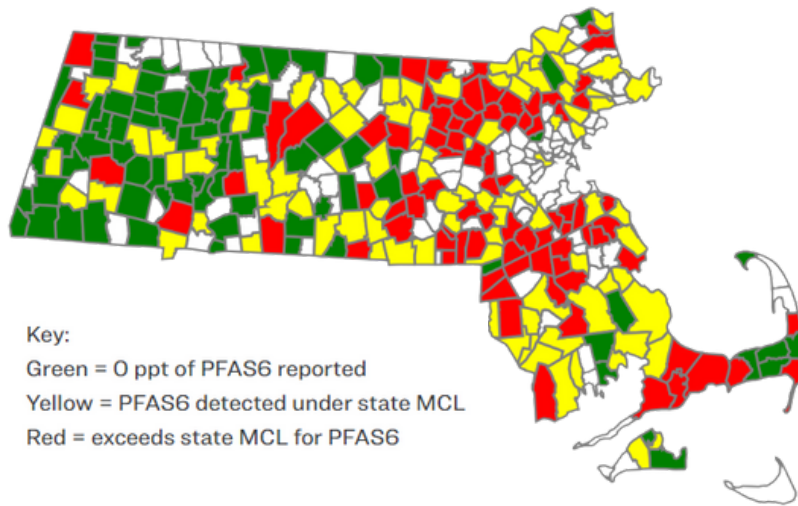 Key:
Green = 0 ppt of PFAS6 reported
Yellow = PFAS6 detected under state MCL
Red = exceeds state MCL for PFAS6